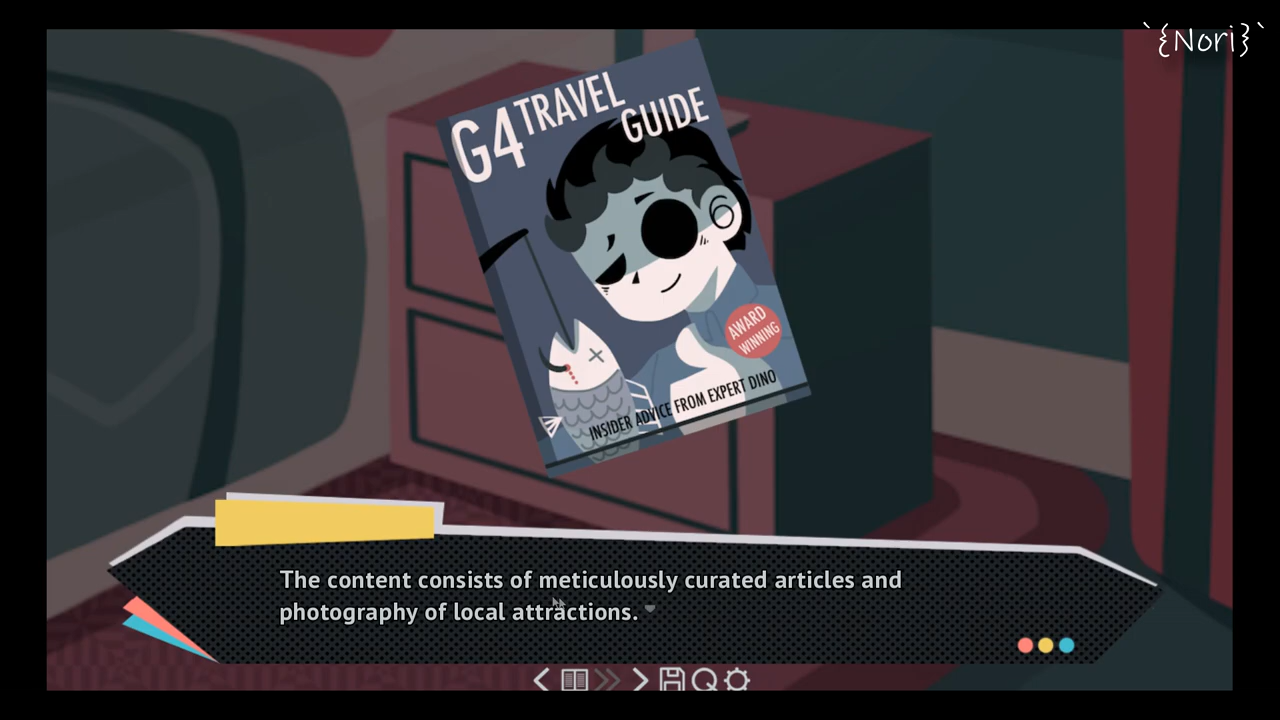 `{Nori}`
G4 TRAVEL
GUIDE
AWARD
WINNING
INSIDER ADVICE FROM EXPERT DINO
The content consists of meticulously curated articles and
photography of local attractions.